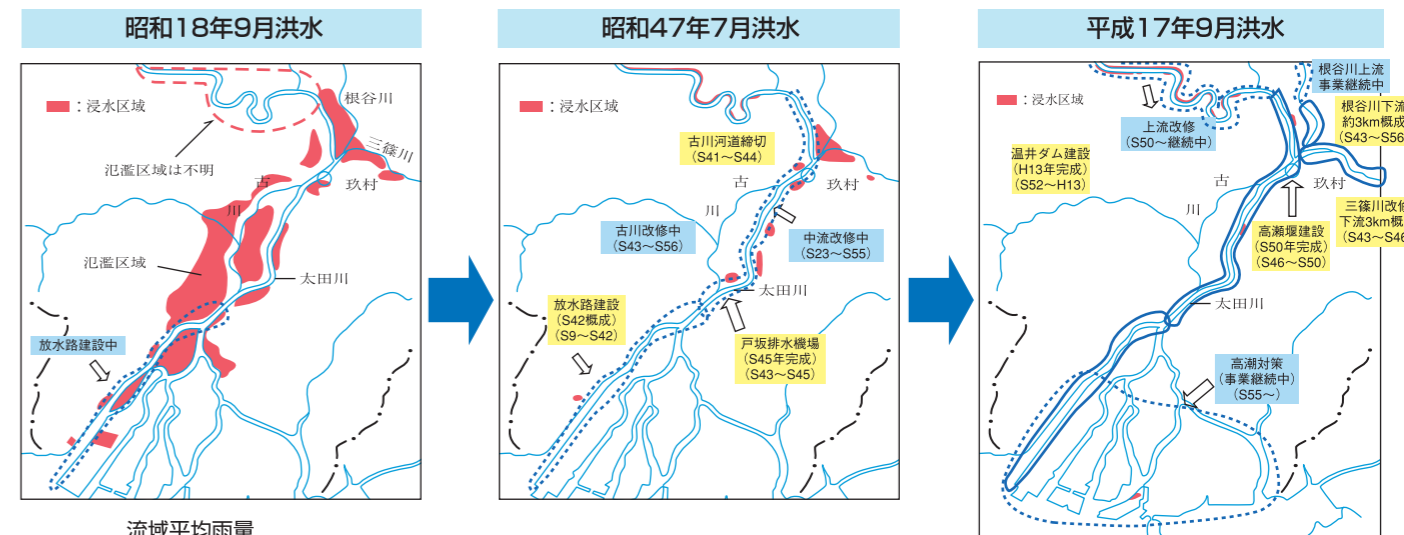 昭和18年9月洪水
：浸水区域
根谷川
三篠川
氾濫区域は不明
古
川
玖村
氾濫区域
太田川
放水路建設中
流域平均雨量
昭和47年7月洪水
：浸水区域
古川河道締切
（S41～S44）
古
川
玖村
古川改修中
（S43～S56）
中流改修中
（S23～S55）
太田川
放水路建設
（S42概成）
（S9～S42）
戸坂排水機場
（S45年完成）
（S43～S45）
平成17年9月洪水
：浸水区域
根谷川上流
事業継続中
根谷川下流
約3km概成
（S43～S56
上流改修
（S50～継続中）
温井ダム建設
（H13年完成）
（S52～H13）
古
川
玖村
三篠川改修
下流3km概
（S43～S46
高瀬堰建設
（S50年完成）
（S46～S50）
太田川
高潮対策
（事業継続中）
（S55～）